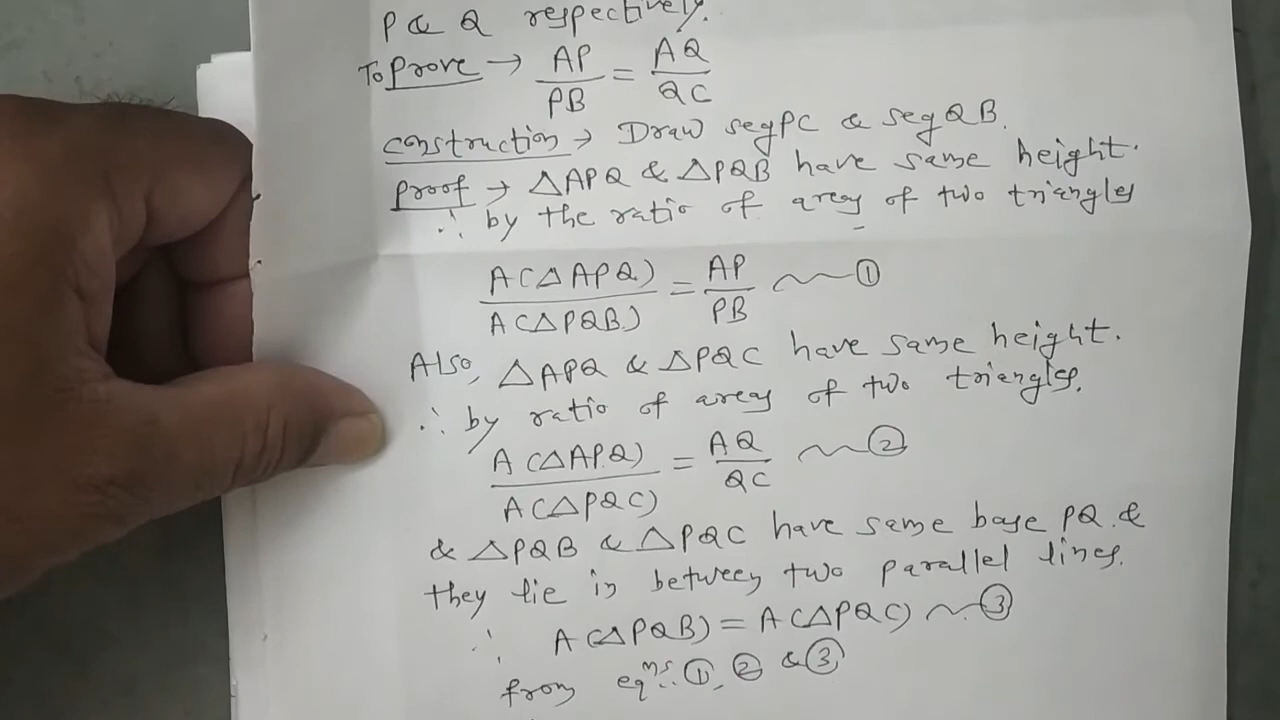 P & Q respectively.
To Prove → AP/PB = AQ/QC
construction → Draw seg PC & seg QB.
Proof → △APQ & △PQB have same height.
∴ by the ratio of areas of two triangles
A(△APQ)/A(△PQB) = AP/PB ~ ①
Also, △APQ & △PQC have same height.
∴ by ratio of areas of two triangles.
A(△APQ)/A(△PQC) = AQ/QC ~ ②
& △PQB & △PQC have same base PQ &
they lie in between two parallel lines.
∴ A(△PQB) = A(△PQC) ~ ③
from eqns. ①, ② & ③